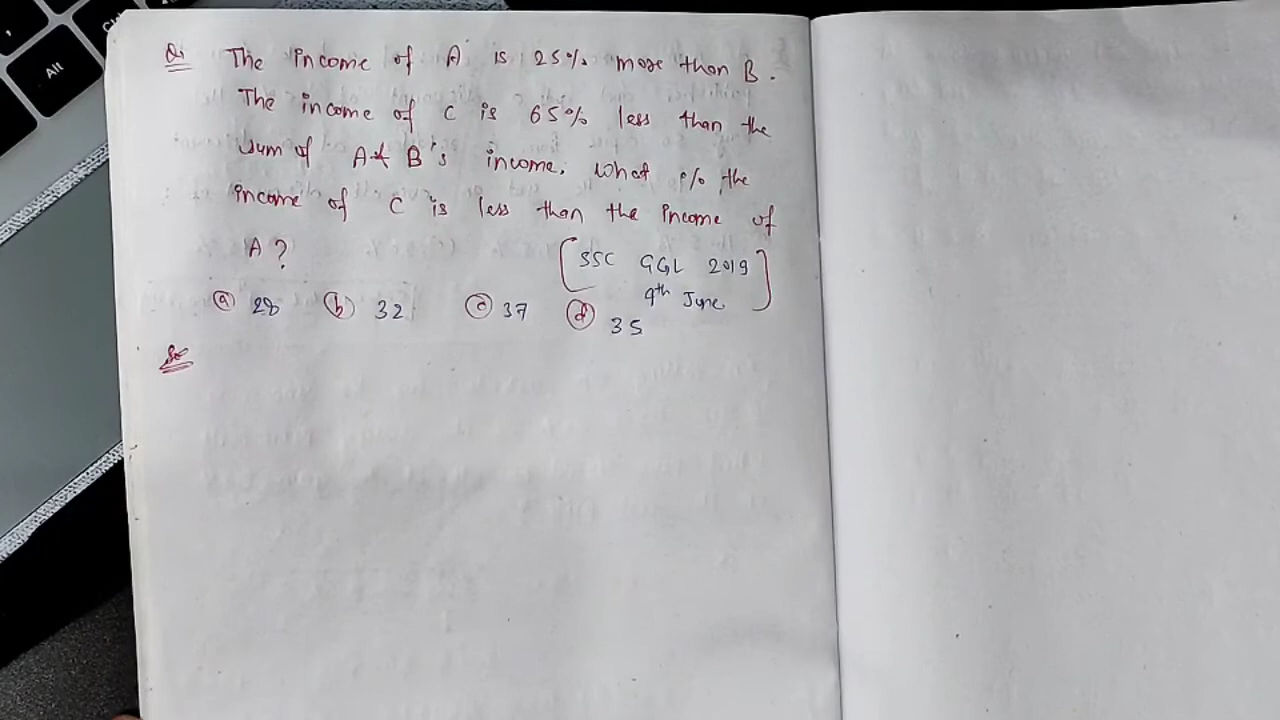 Alt
Q. The income of A is 25% more than B.
The income of C is 65% less than the
sum of A & B's income. What % the
income of C is less than the income of
A?
[SSC CGL 2019
9th June]
(a) 28 (b) 32 (c) 37 (d) 35